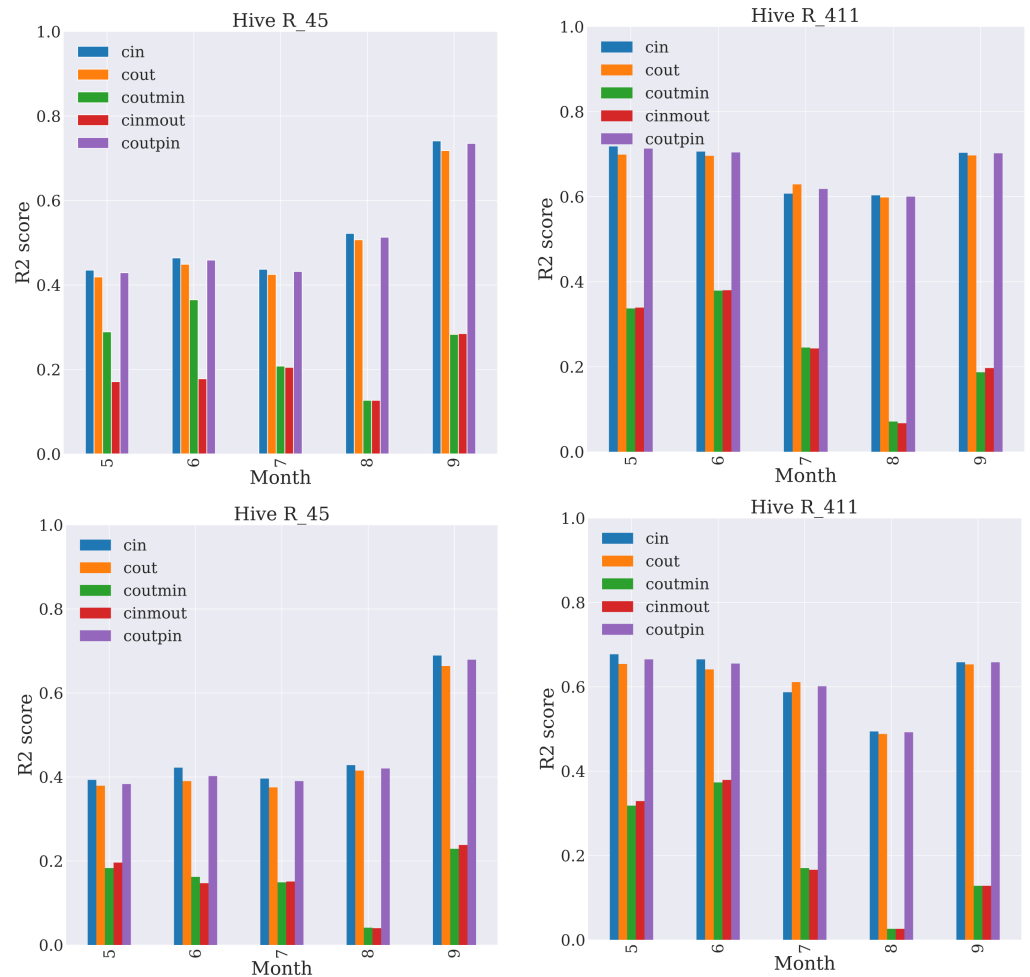 Hive R_45
1.0
0.8
0.6
0.4
0.2
0.0
R2 score
cin
cout
coutmin
cinmout
coutpin
5 6 7 8 9
Month
Hive R_411
1.0
0.8
0.6
0.4
0.2
0.0
R2 score
cin
cout
coutmin
cinmout
coutpin
5 6 7 8 9
Month
Hive R_45
1.0
0.8
0.6
0.4
0.2
0.0
R2 score
cin
cout
coutmin
cinmout
coutpin
5 6 7 8 9
Month
Hive R_411
1.0
0.8
0.6
0.4
0.2
0.0
R2 score
cin
cout
coutmin
cinmout
coutpin
5 6 7 8 9
Month